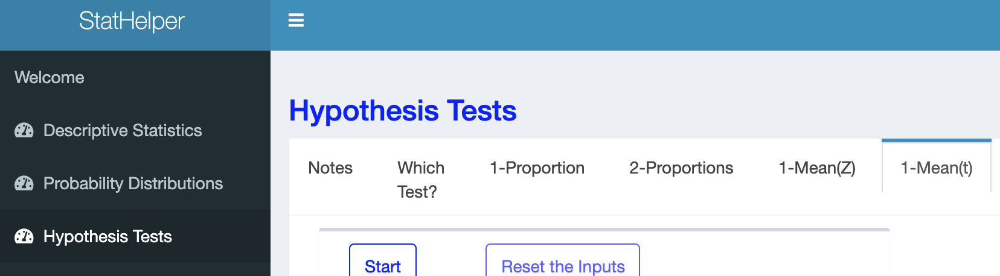 StatHelper
Welcome
Descriptive Statistics
Probability Distributions
Hypothesis Tests
Hypothesis Tests
Notes
Which
Test?
1-Proportion
2-Proportions
1-Mean(Z)
1-Mean(t)
Start
Reset the Inputs